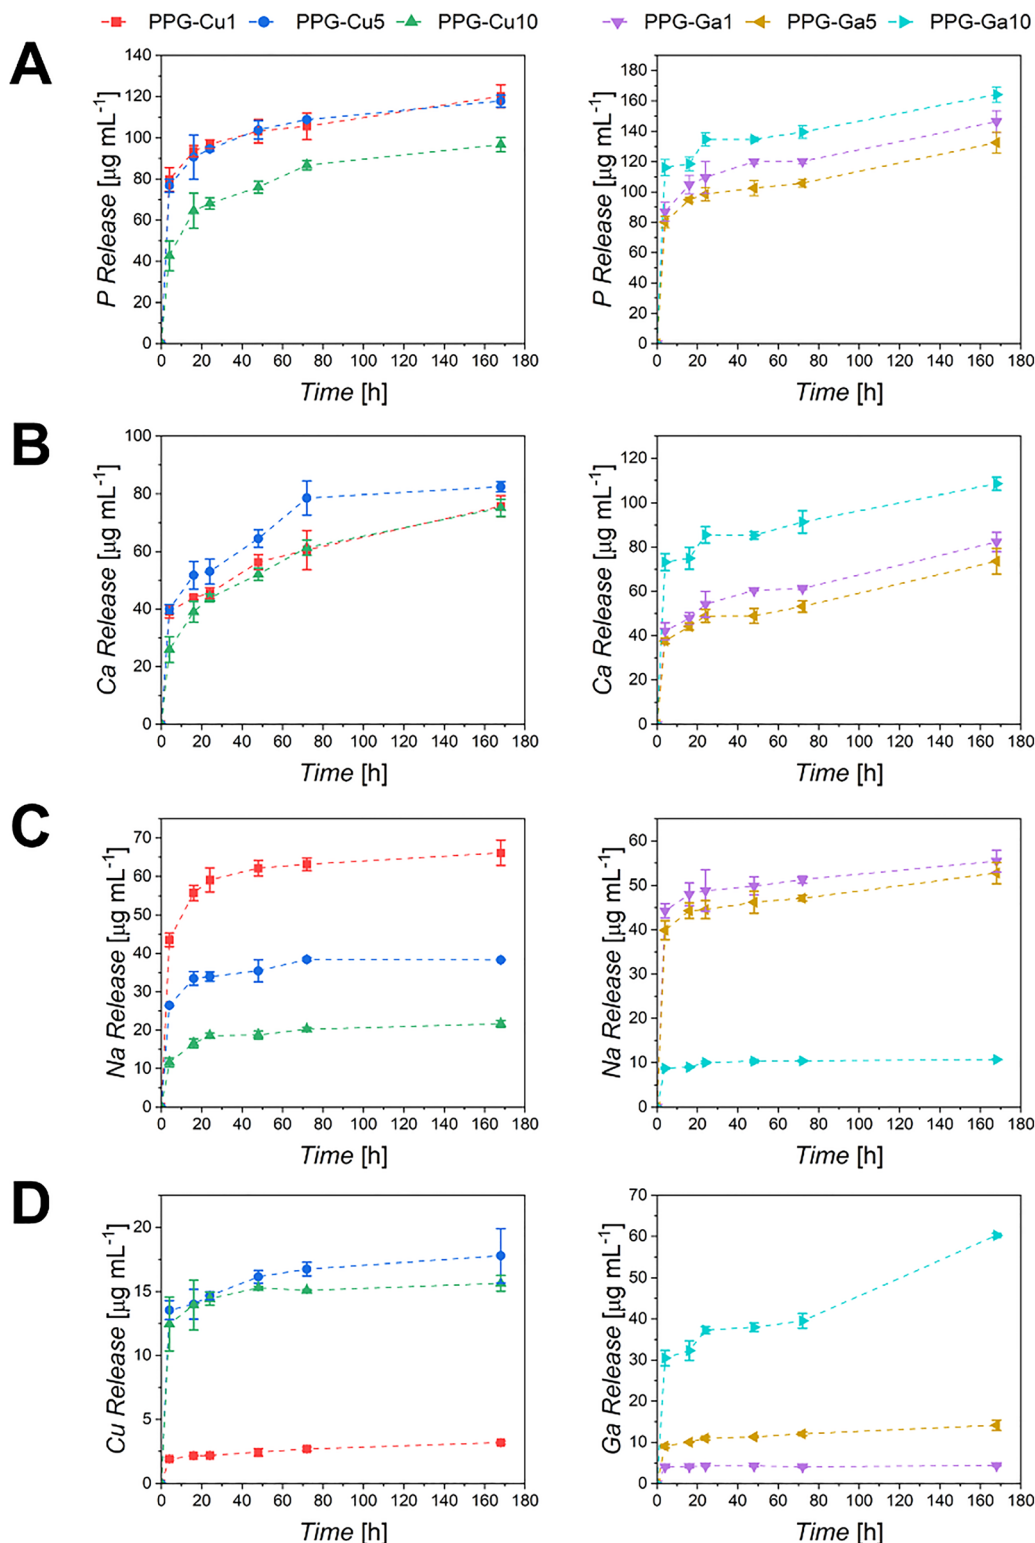 PPG-Cu1 PPG-Cu5 PPG-Cu10 PPG-Ga1 PPG-Ga5 PPG-Ga10
A
P Release [µg mL-1]
140
120
100
80
60
40
20
0
0 20 40 60 80 100 120 140 160 180
Time [h]
P Release [µg mL-1]
180
160
140
120
100
80
60
40
20
0
0 20 40 60 80 100 120 140 160 180
Time [h]
B
Ca Release [µg mL-1]
100
80
60
40
20
0
0 20 40 60 80 100 120 140 160 180
Time [h]
Ca Release [µg mL-1]
120
100
80
60
40
20
0
0 20 40 60 80 100 120 140 160 180
Time [h]
C
Na Release [µg mL-1]
70
60
50
40
30
20
10
0
0 20 40 60 80 100 120 140 160 180
Time [h]
Na Release [µg mL-1]
60
50
40
30
20
10
0
0 20 40 60 80 100 120 140 160 180
Time [h]
D
Cu Release [µg mL-1]
20
15
10
5
0
0 20 40 60 80 100 120 140 160 180
Time [h]
Ga Release [µg mL-1]
70
60
50
40
30
20
10
0
0 20 40 60 80 100 120 140 160 180
Time [h]